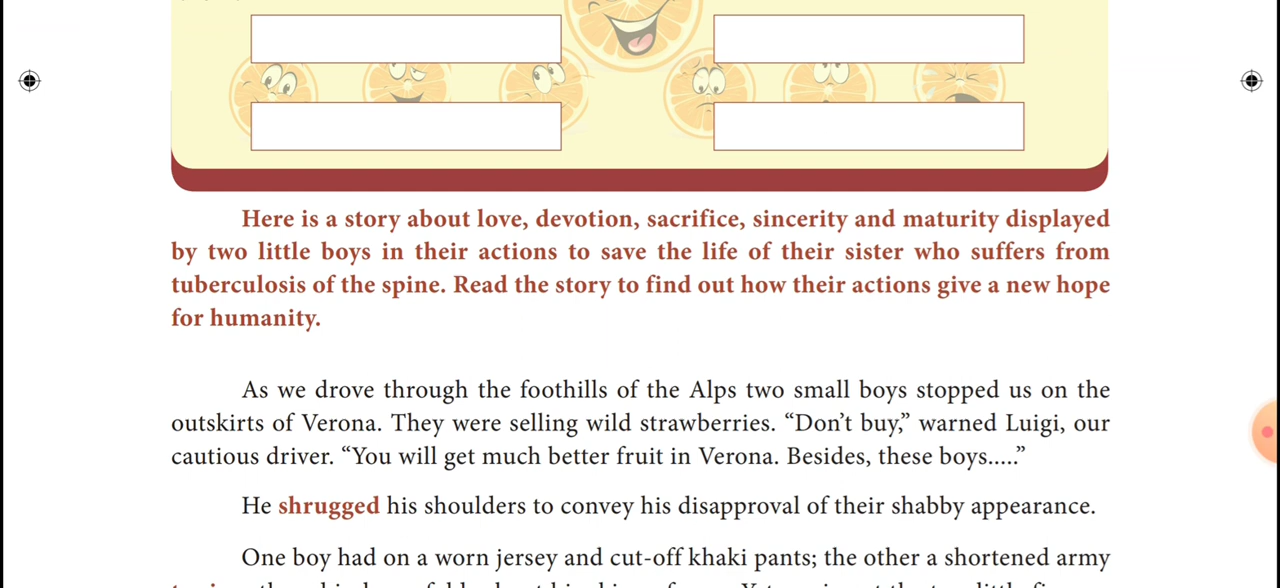 Here is a story about love, devotion, sacrifice, sincerity and maturity displayed
by two little boys in their actions to save the life of their sister who suffers from
tuberculosis of the spine. Read the story to find out how their actions give a new hope
for humanity.
As we drove through the foothills of the Alps two small boys stopped us on the
outskirts of Verona. They were selling wild strawberries. “Don’t buy,” warned Luigi, our
cautious driver. “You will get much better fruit in Verona. Besides, these boys.....”
He shrugged his shoulders to convey his disapproval of their shabby appearance.
One boy had on a worn jersey and cut-off khaki pants; the other a shortened army